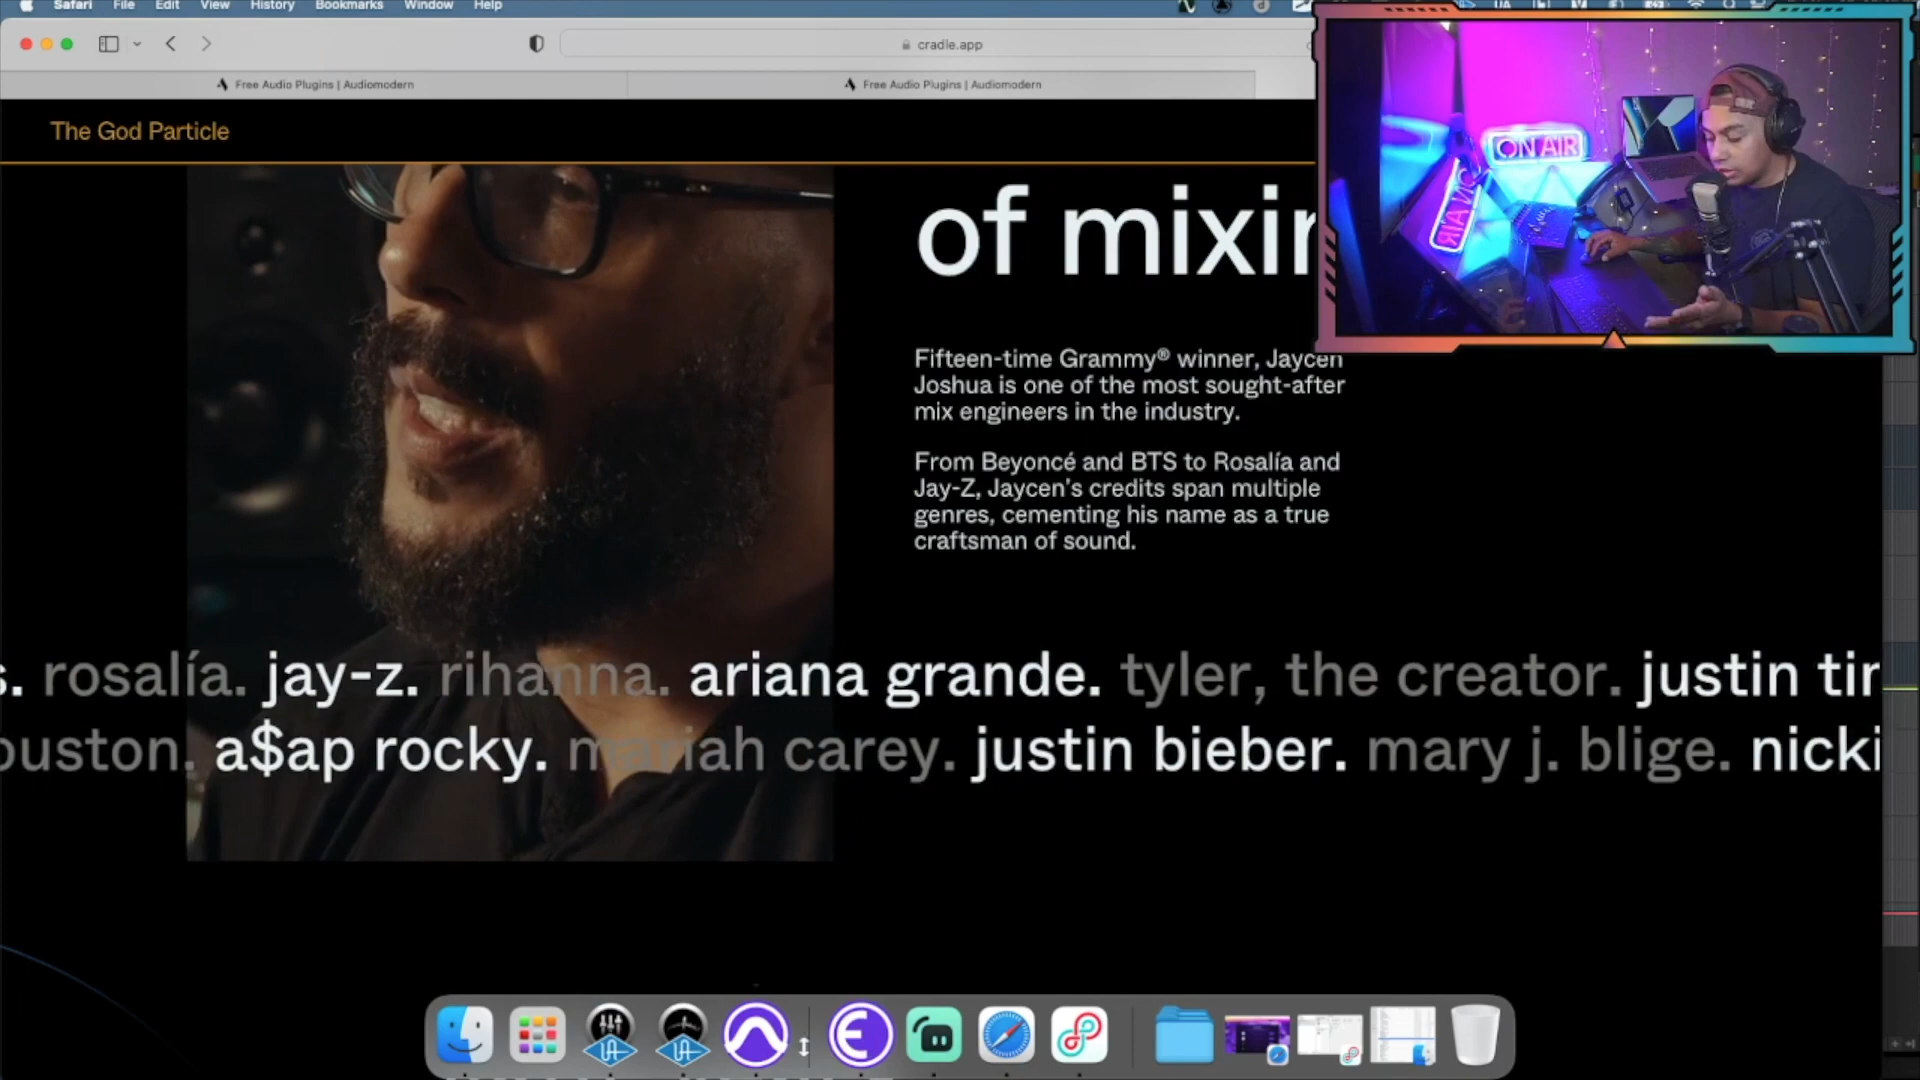 Safari File Edit View History Bookmarks Window Help
cradle.app
Free Audio Plugins | Audiomodern
Free Audio Plugins | Audiomodern
The God Particle
of mixin
ON AIR
ON AIR
Fifteen-time Grammy® winner, Jaycen
Joshua is one of the most sought-after
mix engineers in the industry.
From Beyoncé and BTS to Rosalía and
Jay-Z, Jaycen's credits span multiple
genres, cementing his name as a true
craftsman of sound.
s. rosalía. jay-z. rihanna. ariana grande. tyler, the creator. justin tim
ouston. a$ap rocky. mariah carey. justin bieber. mary j. blige. nicki